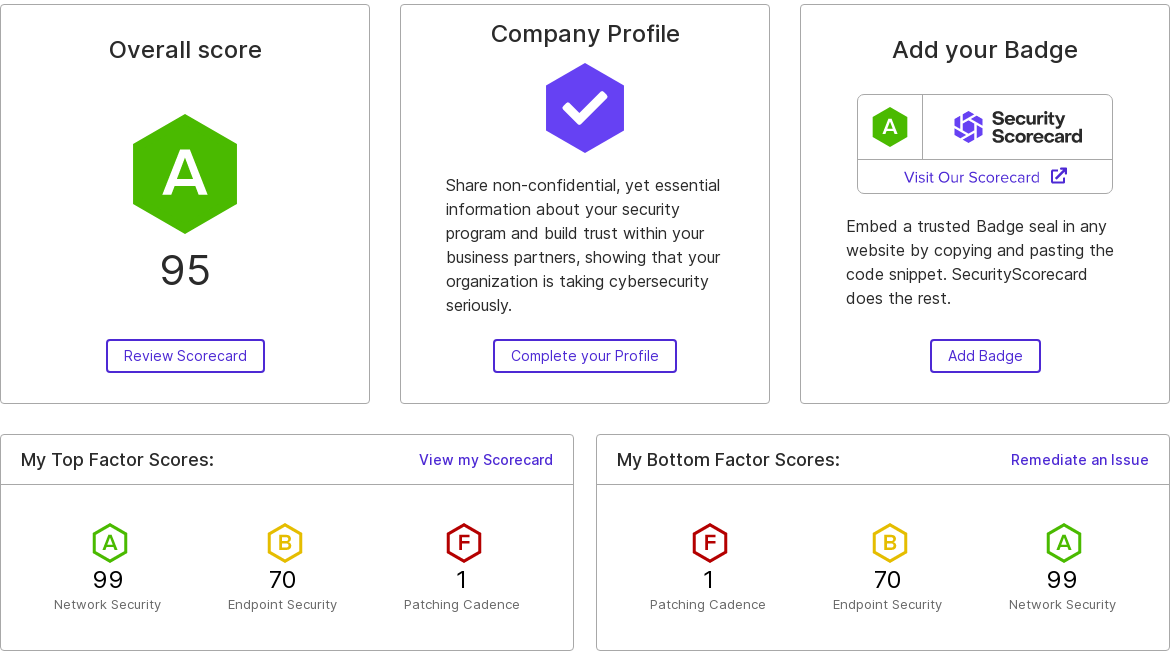 Overall score
A
95
Review Scorecard
Company Profile
Share non-confidential, yet essential
information about your security
program and build trust within your
business partners, showing that your
organization is taking cybersecurity
seriously.
Complete your Profile
Add your Badge
A
Security
Scorecard
Visit Our Scorecard
Embed a trusted Badge seal in any
website by copying and pasting the
code snippet. SecurityScorecard
does the rest.
Add Badge
My Top Factor Scores: View my Scorecard
A B F
99 70 1
Network Security Endpoint Security Patching Cadence
My Bottom Factor Scores: Remediate an Issue
F B A
1 70 99
Patching Cadence Endpoint Security Network Security